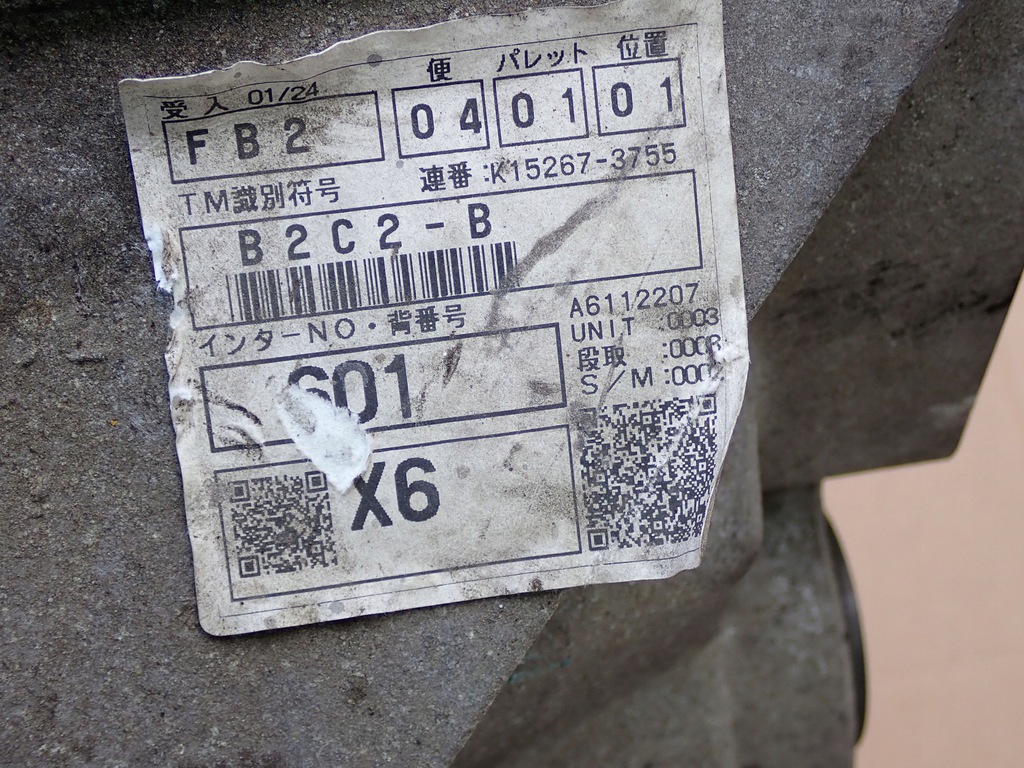 便 パレット 位置
受入 01/24
FB2 04 01 01
TM識別符号 連番:K15267-3755
B2C2-B
インターNO・背番号 A6112207
UNIT :0003
段取
S/M
601
X6